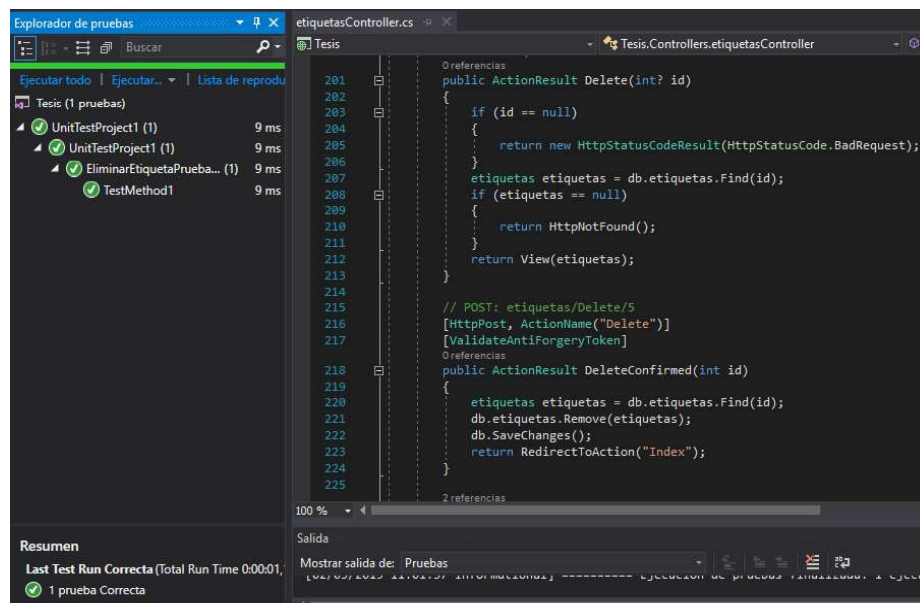 Explorador de pruebas
Buscar
Ejecutar todo | Ejecutar... | Lista de reprodu
Tesis (1 pruebas)
UnitTestProject1 (1) 9 ms
UnitTestProject1 (1) 9 ms
EliminarEtiquetaPrueba... (1) 9 ms
TestMethod1 9 ms
Resumen
Last Test Run Correcta (Total Run Time 0:00:01,
1 prueba Correcta
etiquetasController.cs
Tesis
Tesis.Controllers.etiquetasController
0 referencias
201 public ActionResult Delete(int? id)
202 {
203 if (id == null)
204 {
205 return new HttpStatusCodeResult(HttpStatusCode.BadRequest);
206 }
207 etiquetas etiquetas = db.etiquetas.Find(id);
208 if (etiquetas == null)
209 {
210 return HttpNotFound();
211 }
212 return View(etiquetas);
213 }
214
215 // POST: etiquetas/Delete/5
216 [HttpPost, ActionName("Delete")]
217 [ValidateAntiForgeryToken]
0 referencias
218 public ActionResult DeleteConfirmed(int id)
219 {
220 etiquetas etiquetas = db.etiquetas.Find(id);
221 db.etiquetas.Remove(etiquetas);
222 db.SaveChanges();
223 return RedirectToAction("Index");
224 }
225
2 referencias
100 %
Salida
Mostrar salida de: Pruebas